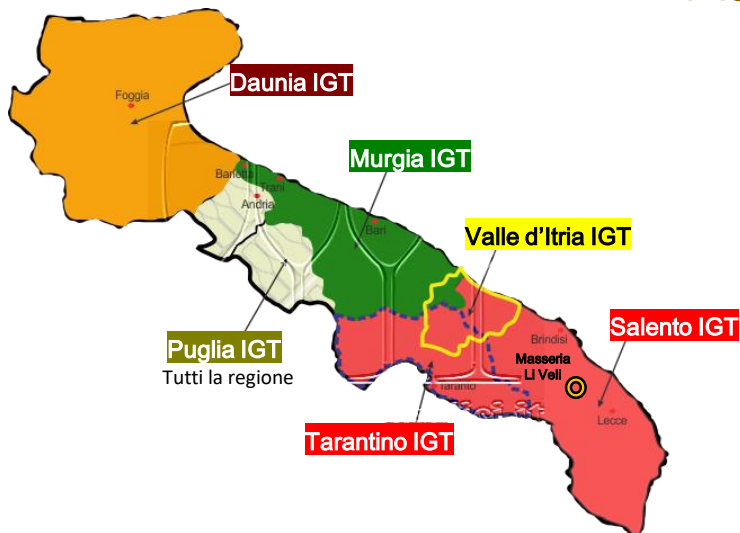 Daunia IGT
Foggia
Murgia IGT
Barletta
Trani
Andria
Bari
Valle d'Itria IGT
Puglia IGT
Tutti la regione
Salento IGT
Brindisi
Masseria
Li Veli
Taranto
Lecce
Tarantino IGT